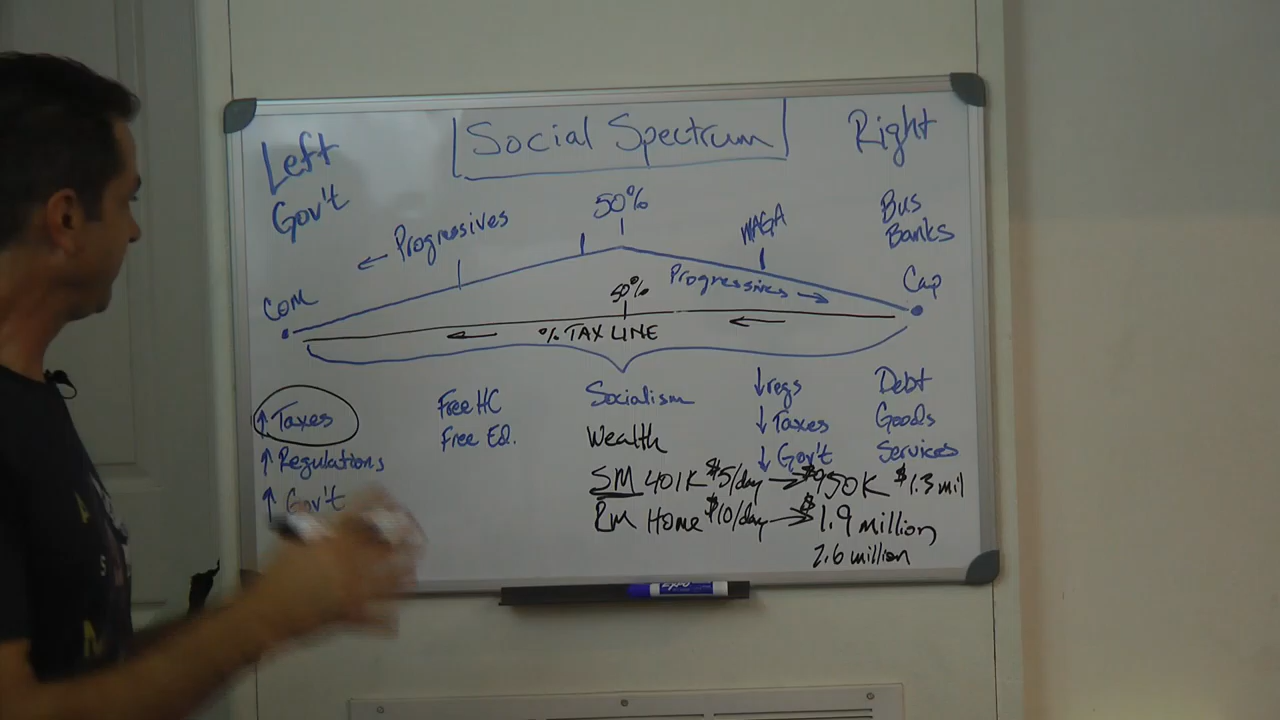 Social Spectrum
Left
Right
Gov't
Bus
Banks
50%
← Progressives
MAGA
Com
Cap
Progressives →
50%
% TAX LINE
↑ Taxes
↑ Regulations
↑ Gov't
Free HC
Free Ed.
Socialism
Wealth
↓ regs
↓ Taxes
↓ Gov't
Debt
Goods
Services
SM 401K $5/day → $950K $1.3 mil
RM Home $10/day → $1.9 million
2.6 million